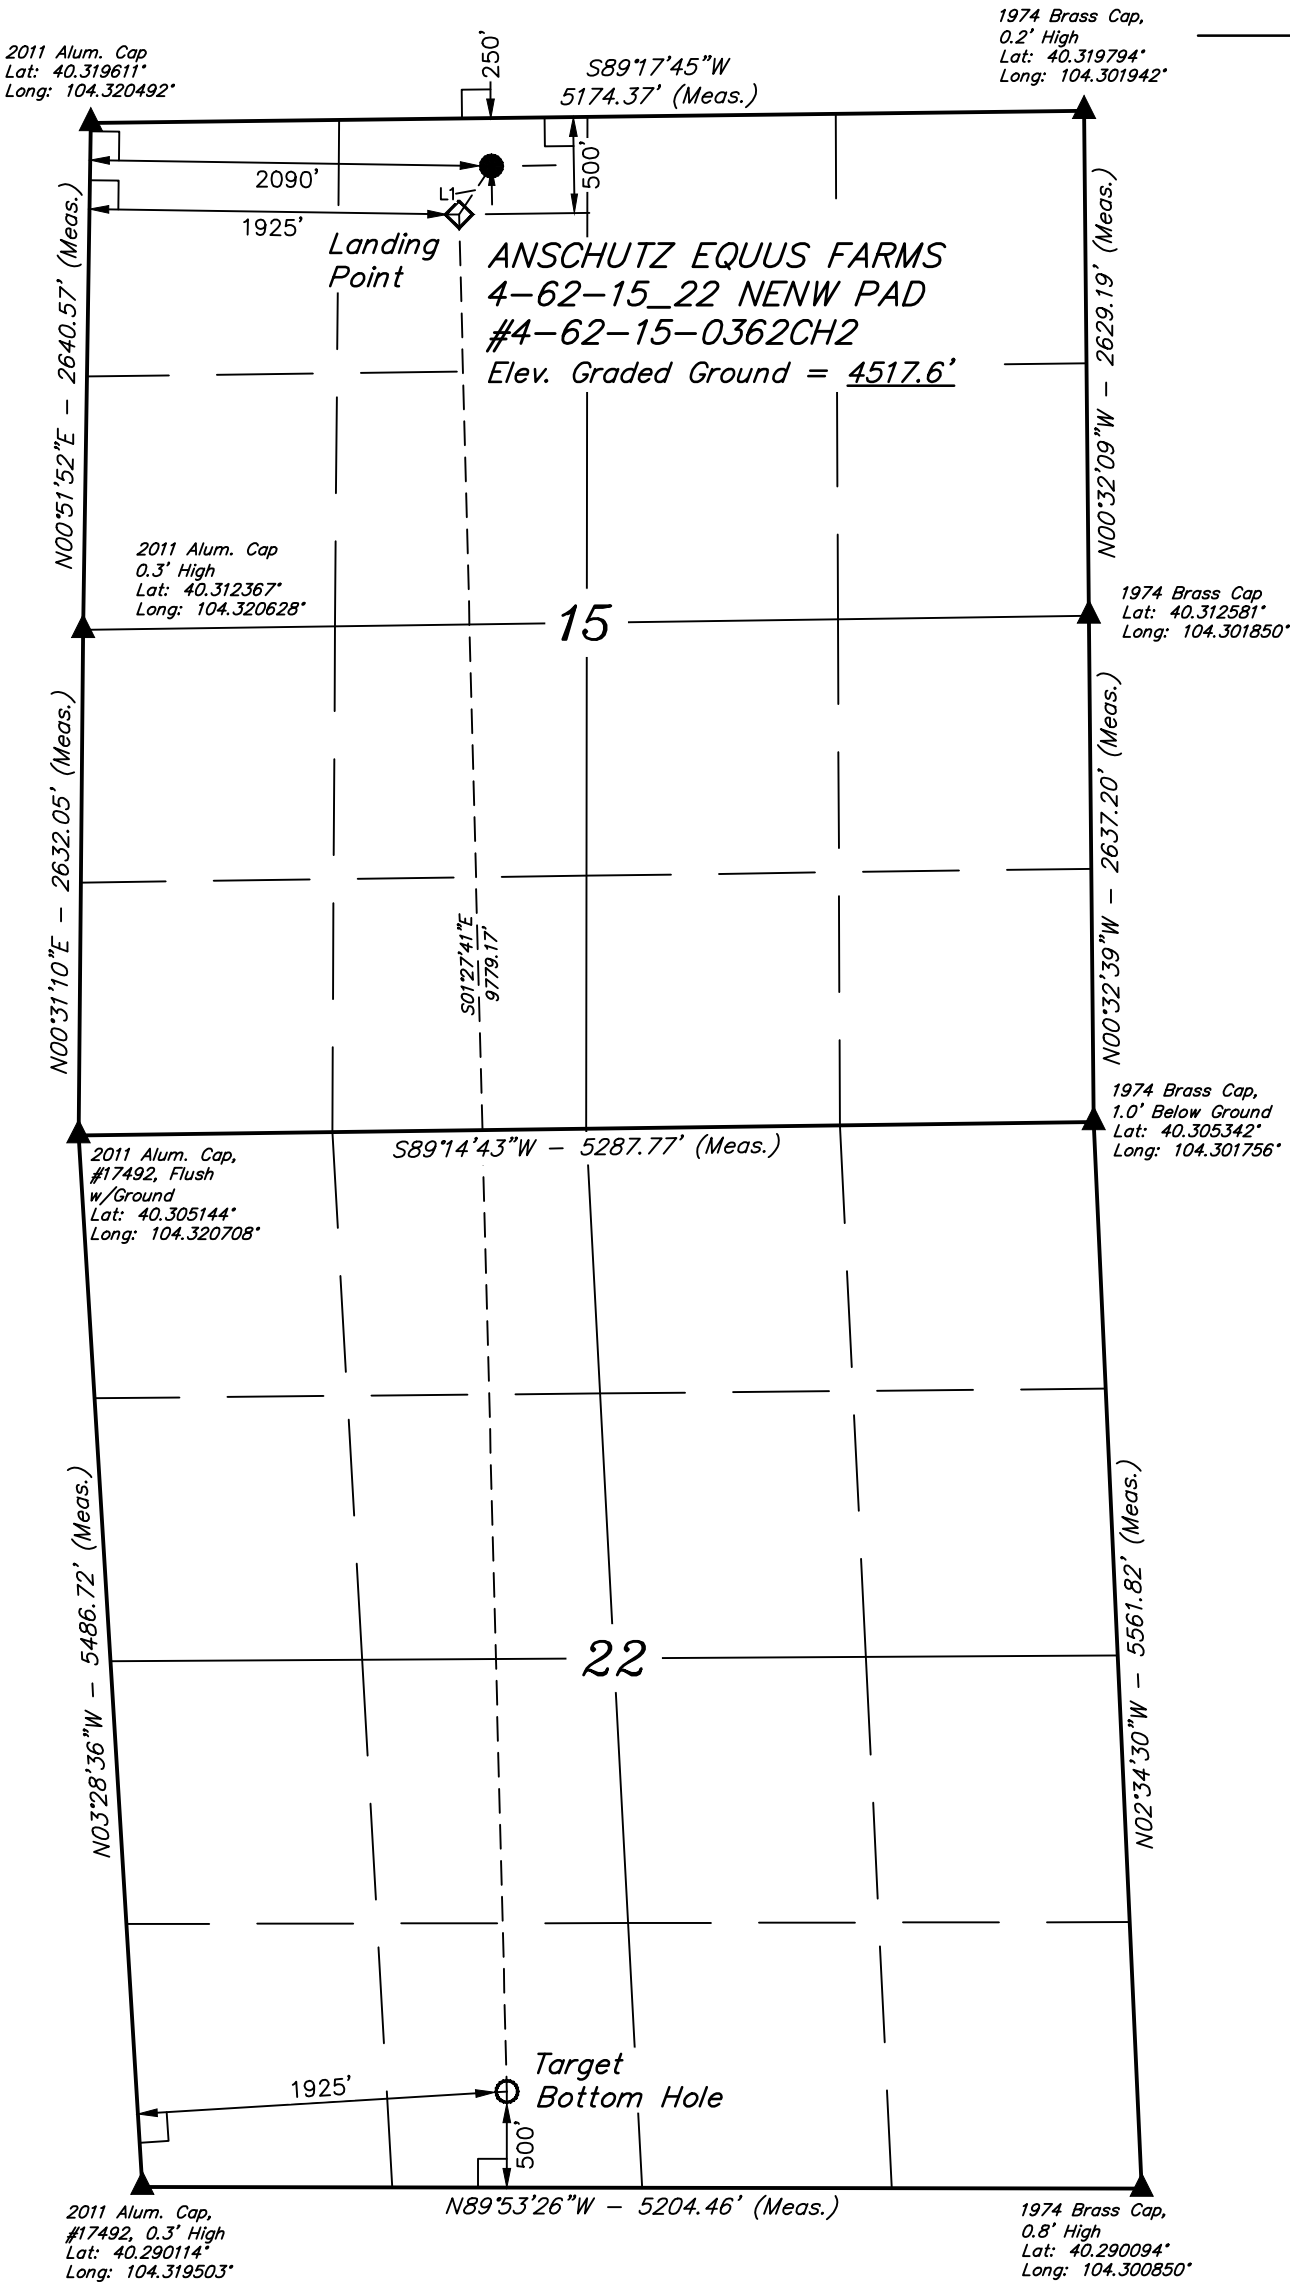 1974 Brass Cap,
0.2' High
Lat: 40.319794°
Long: 104.301942°
2011 Alum. Cap
Lat: 40.319611°
Long: 104.320492°
250'
S89°17'45"W
5174.37' (Meas.)
2090'
500'
L1
1925'
Landing
Point
ANSCHUTZ EQUUS FARMS
4-62-15_22 NENW PAD
#4-62-15-0362CH2
Elev. Graded Ground = 4517.6'
N00°51'52"E - 2640.57' (Meas.)
N00°32'09"W - 2629.19' (Meas.)
2011 Alum. Cap
0.3' High
Lat: 40.312367°
Long: 104.320628°
15
1974 Brass Cap
Lat: 40.312581°
Long: 104.301850°
N00°31'10"E - 2632.05' (Meas.)
S01°27'41"E
9779.17'
N00°32'39"W - 2637.20' (Meas.)
1974 Brass Cap,
1.0' Below Ground
Lat: 40.305342°
Long: 104.301756°
S89°14'43"W - 5287.77' (Meas.)
2011 Alum. Cap,
#17492, Flush
w/Ground
Lat: 40.305144°
Long: 104.320708°
N03°28'36"W - 5486.72' (Meas.)
22
N02°34'30"W - 5561.82' (Meas.)
Target
Bottom Hole
1925'
500'
N89°53'26"W - 5204.46' (Meas.)
2011 Alum. Cap,
#17492, 0.3' High
Lat: 40.290114°
Long: 104.319503°
1974 Brass Cap,
0.8' High
Lat: 40.290094°
Long: 104.300850°